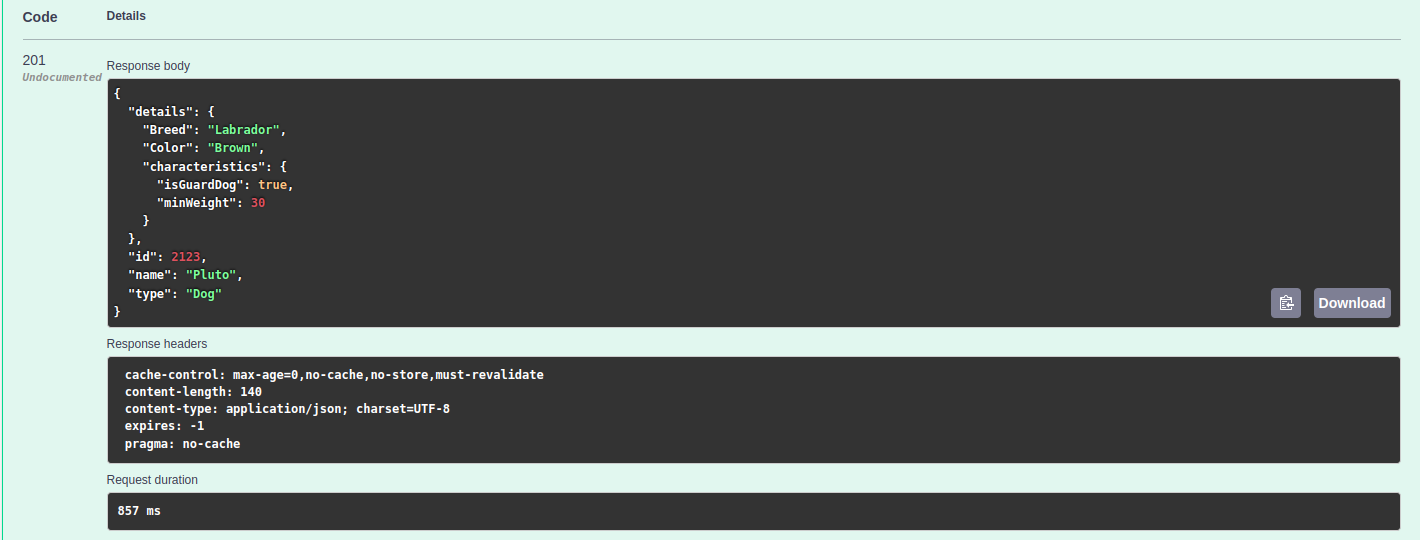 Code Details
201
Undocumented
Response body
{
  "details": {
    "Breed": "Labrador",
    "Color": "Brown",
    "characteristics": {
      "isGuardDog": true,
      "minWeight": 30
    }
  },
  "id": 2123,
  "name": "Pluto",
  "type": "Dog"
}
Download
Response headers
cache-control: max-age=0,no-cache,no-store,must-revalidate
content-length: 140
content-type: application/json; charset=UTF-8
expires: -1
pragma: no-cache
Request duration
857 ms